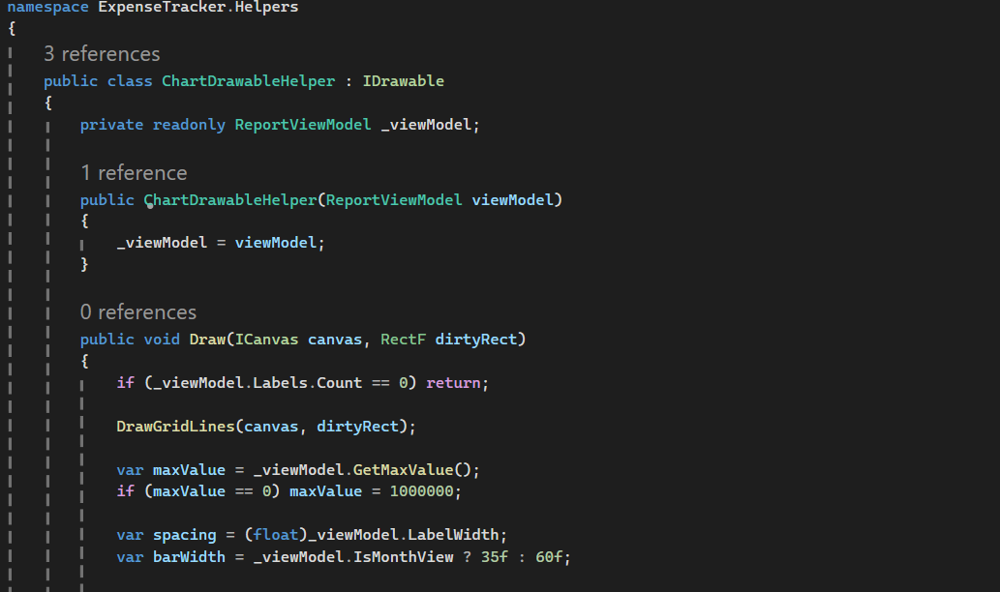 namespace ExpenseTracker.Helpers
{
3 references
public class ChartDrawableHelper : IDrawable
{
private readonly ReportViewModel _viewModel;
1 reference
public ChartDrawableHelper(ReportViewModel viewModel)
{
_viewModel = viewModel;
}
0 references
public void Draw(ICanvas canvas, RectF dirtyRect)
{
if (_viewModel.Labels.Count == 0) return;
DrawGridLines(canvas, dirtyRect);
var maxValue = _viewModel.GetMaxValue();
if (maxValue == 0) maxValue = 1000000;
var spacing = (float)_viewModel.LabelWidth;
var barWidth = _viewModel.IsMonthView ? 35f : 60f;